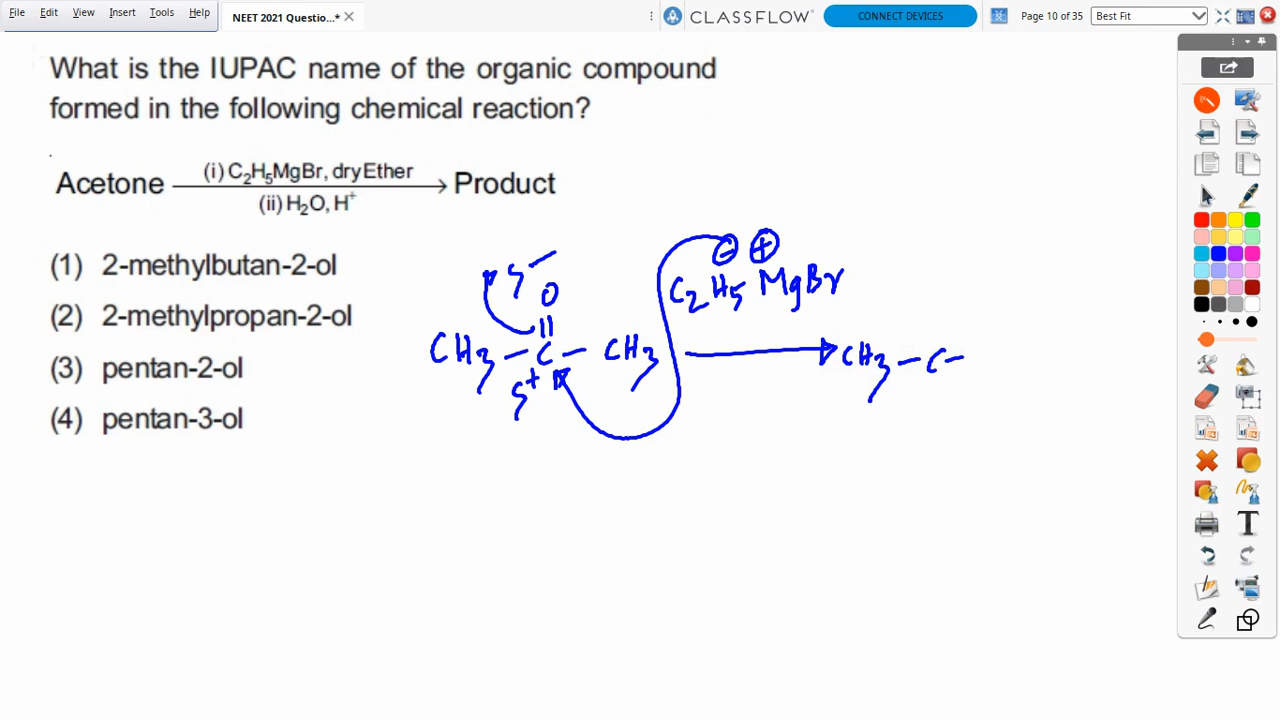 File Edit View Insert Tools Help
NEET 2021 Questio...*
CLASSFLOW
CONNECT DEVICES
Page 10 of 35
Best Fit
What is the IUPAC name of the organic compound
formed in the following chemical reaction?
(i) C₂H₅MgBr, dry Ether
Acetone → Product
(ii) H₂O, H⁺
(1) 2-methylbutan-2-ol
(2) 2-methylpropan-2-ol
(3) pentan-2-ol
(4) pentan-3-ol
⊖ ⊕
C₂H₅ MgBr
δ⁻
O
||
CH₃ – C – CH₃ → CH₃ – C –
δ⁺
T